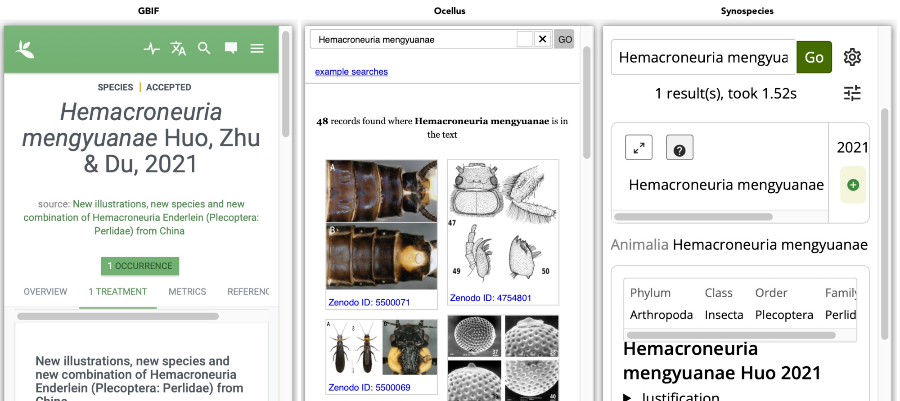 GBIF
SPECIES | ACCEPTED
Hemacroneuria
mengyuanae Huo, Zhu
& Du, 2021
source: New illustrations, new species and new
combination of Hemacroneuria Enderlein (Plecoptera:
Perlidae) from China
1 OCCURRENCE
OVERVIEW 1 TREATMENT METRICS REFERENC
New illustrations, new species and
new combination of Hemacroneuria
Enderlein (Plecoptera: Perlidae) from
Ocellus
Hemacroneuria mengyuanae GO
example searches
48 records found where Hemacroneuria mengyuanae is in
the text
A
B
Zenodo ID: 5500071
47
49 50
Zenodo ID: 4754801
A
Zenodo ID: 5500069
37
40
Synospecies
Hemacroneuria mengyua Go
1 result(s), took 1.52s
2021
Hemacroneuria mengyuanae
Animalia Hemacroneuria mengyuanae
Phylum Class Order Family
Arthropoda Insecta Plecoptera Perlid
Hemacroneuria
mengyuanae Huo 2021
Justification